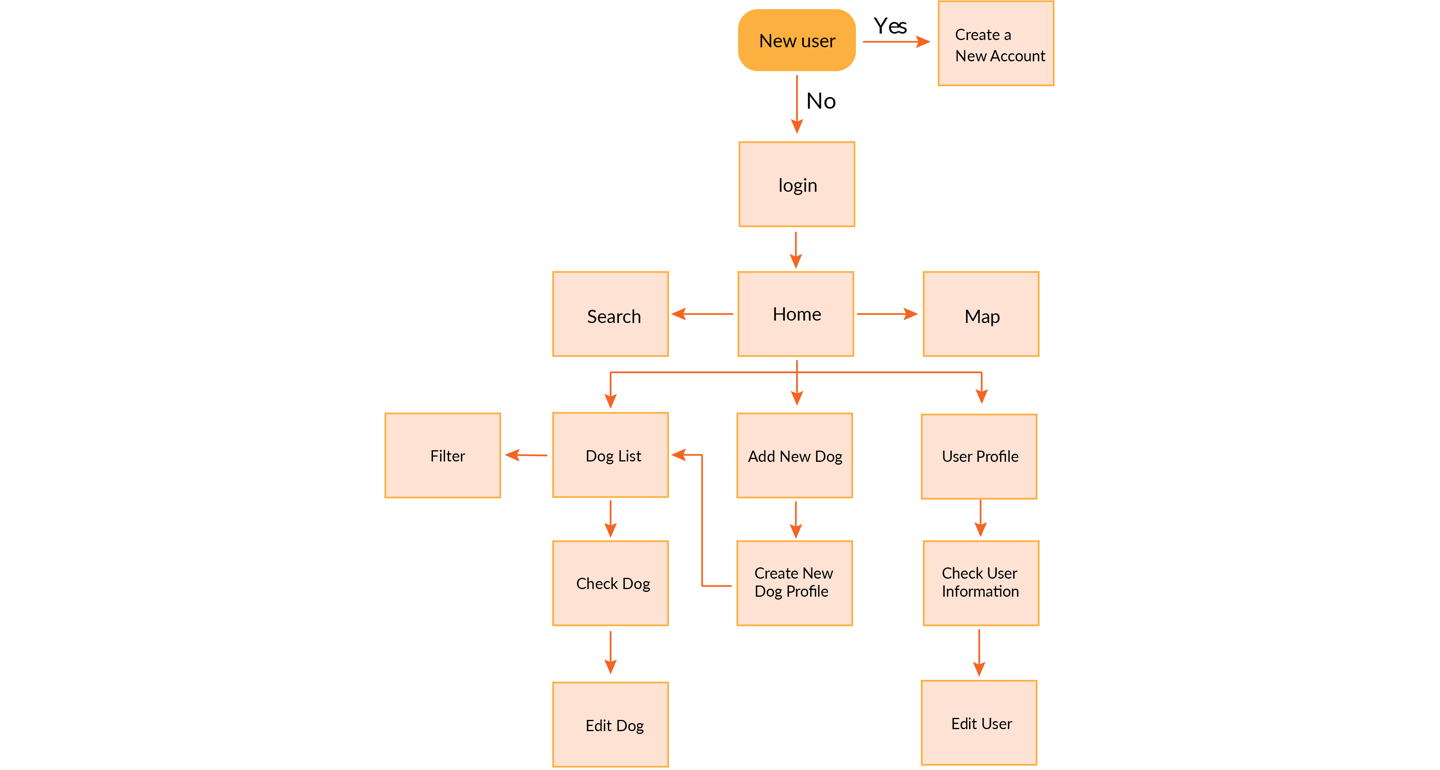 New user
Yes
Create a
New Account
No
login
Search
Home
Map
Filter
Dog List
Add New Dog
User Profile
Check Dog
Create New
Dog Profile
Check User
Information
Edit Dog
Edit User